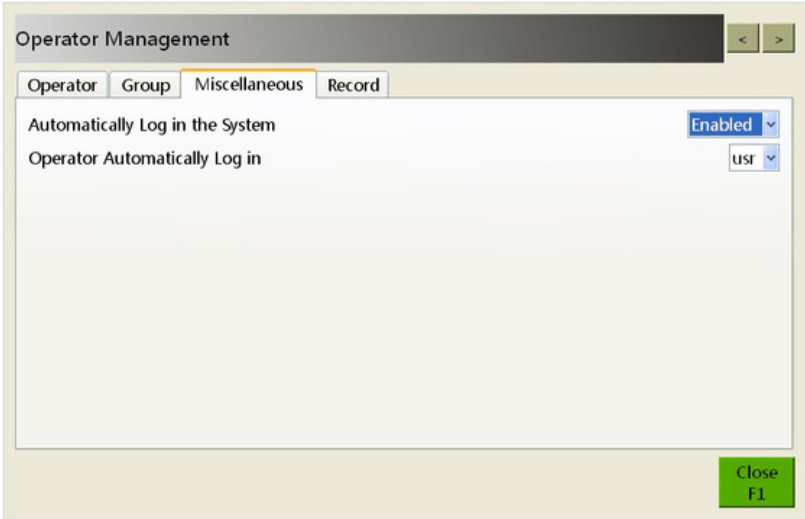 Operator Management
< >
Operator Group Miscellaneous Record
Automatically Log in the System Enabled
Operator Automatically Log in usr
Close
F1